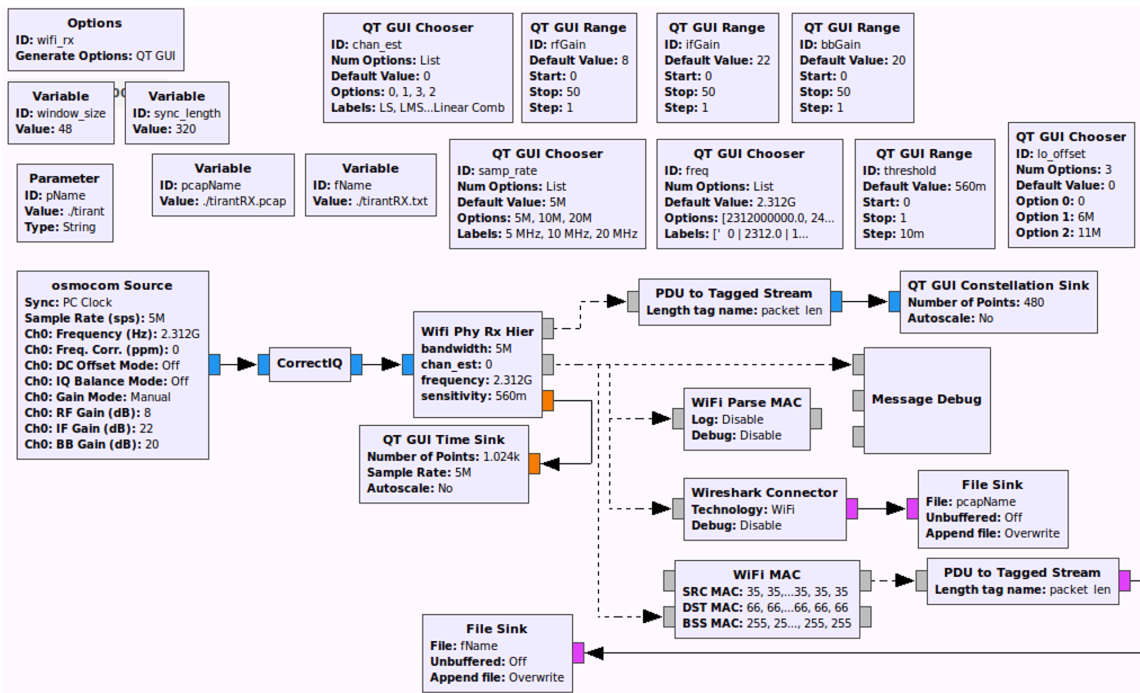 Options
ID: wifi_rx
Generate Options: QT GUI
Variable
ID: window_size
Value: 48
Variable
ID: sync_length
Value: 320
QT GUI Chooser
ID: chan_est
Num Options: List
Default Value: 0
Options: 0, 1, 3, 2
Labels: LS, LMS...Linear Comb
QT GUI Range
ID: rfGain
Default Value: 8
Start: 0
Stop: 50
Step: 1
QT GUI Range
ID: ifGain
Default Value: 22
Start: 0
Stop: 50
Step: 1
QT GUI Range
ID: bbGain
Default Value: 20
Start: 0
Stop: 50
Step: 1
Parameter
ID: pName
Value: ./tirant
Type: String
Variable
ID: pcapName
Value: ./tirantRX.pcap
Variable
ID: fName
Value: ./tirantRX.txt
QT GUI Chooser
ID: samp_rate
Num Options: List
Default Value: 5M
Options: 5M, 10M, 20M
Labels: 5 MHz, 10 MHz, 20 MHz
QT GUI Chooser
ID: freq
Num Options: List
Default Value: 2.312G
Options: [2312000000.0, 24...
Labels: [' 0 | 2312.0 | 1...
QT GUI Range
ID: threshold
Default Value: 560m
Start: 0
Stop: 1
Step: 10m
QT GUI Chooser
ID: lo_offset
Num Options: 3
Default Value: 0
Option 0: 0
Option 1: 6M
Option 2: 11M
osmocom Source
Sync: PC Clock
Sample Rate (sps): 5M
Ch0: Frequency (Hz): 2.312G
Ch0: Freq. Corr. (ppm): 0
Ch0: DC Offset Mode: Off
Ch0: IQ Balance Mode: Off
Ch0: Gain Mode: Manual
Ch0: RF Gain (dB): 8
Ch0: IF Gain (dB): 22
Ch0: BB Gain (dB): 20
CorrectIQ
Wifi Phy Rx Hier
bandwidth: 5M
chan_est: 0
frequency: 2.312G
sensitivity: 560m
QT GUI Time Sink
Number of Points: 1.024k
Sample Rate: 5M
Autoscale: No
PDU to Tagged Stream
Length tag name: packet_len
QT GUI Constellation Sink
Number of Points: 480
Autoscale: No
Message Debug
WiFi Parse MAC
Log: Disable
Debug: Disable
Wireshark Connector
Technology: WiFi
Debug: Disable
File Sink
File: pcapName
Unbuffered: Off
Append file: Overwrite
WiFi MAC
SRC MAC: 35, 35,...35, 35, 35
DST MAC: 66, 66,...66, 66, 66
BSS MAC: 255, 25..., 255, 255
PDU to Tagged Stream
Length tag name: packet_len
File Sink
File: fName
Unbuffered: Off
Append file: Overwrite